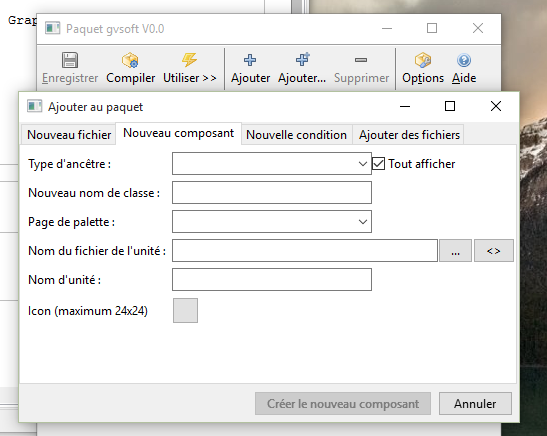 Grap
Paquet gvsoft V0.0
Enregistrer Compiler Utiliser >> Ajouter Ajouter... Supprimer Options Aide
Ajouter au paquet
Nouveau fichier Nouveau composant Nouvelle condition Ajouter des fichiers
Type d'ancêtre : Tout afficher
Nouveau nom de classe :
Page de palette :
Nom du fichier de l'unité : ... <>
Nom d'unité :
Icon (maximum 24x24)
Créer le nouveau composant Annuler